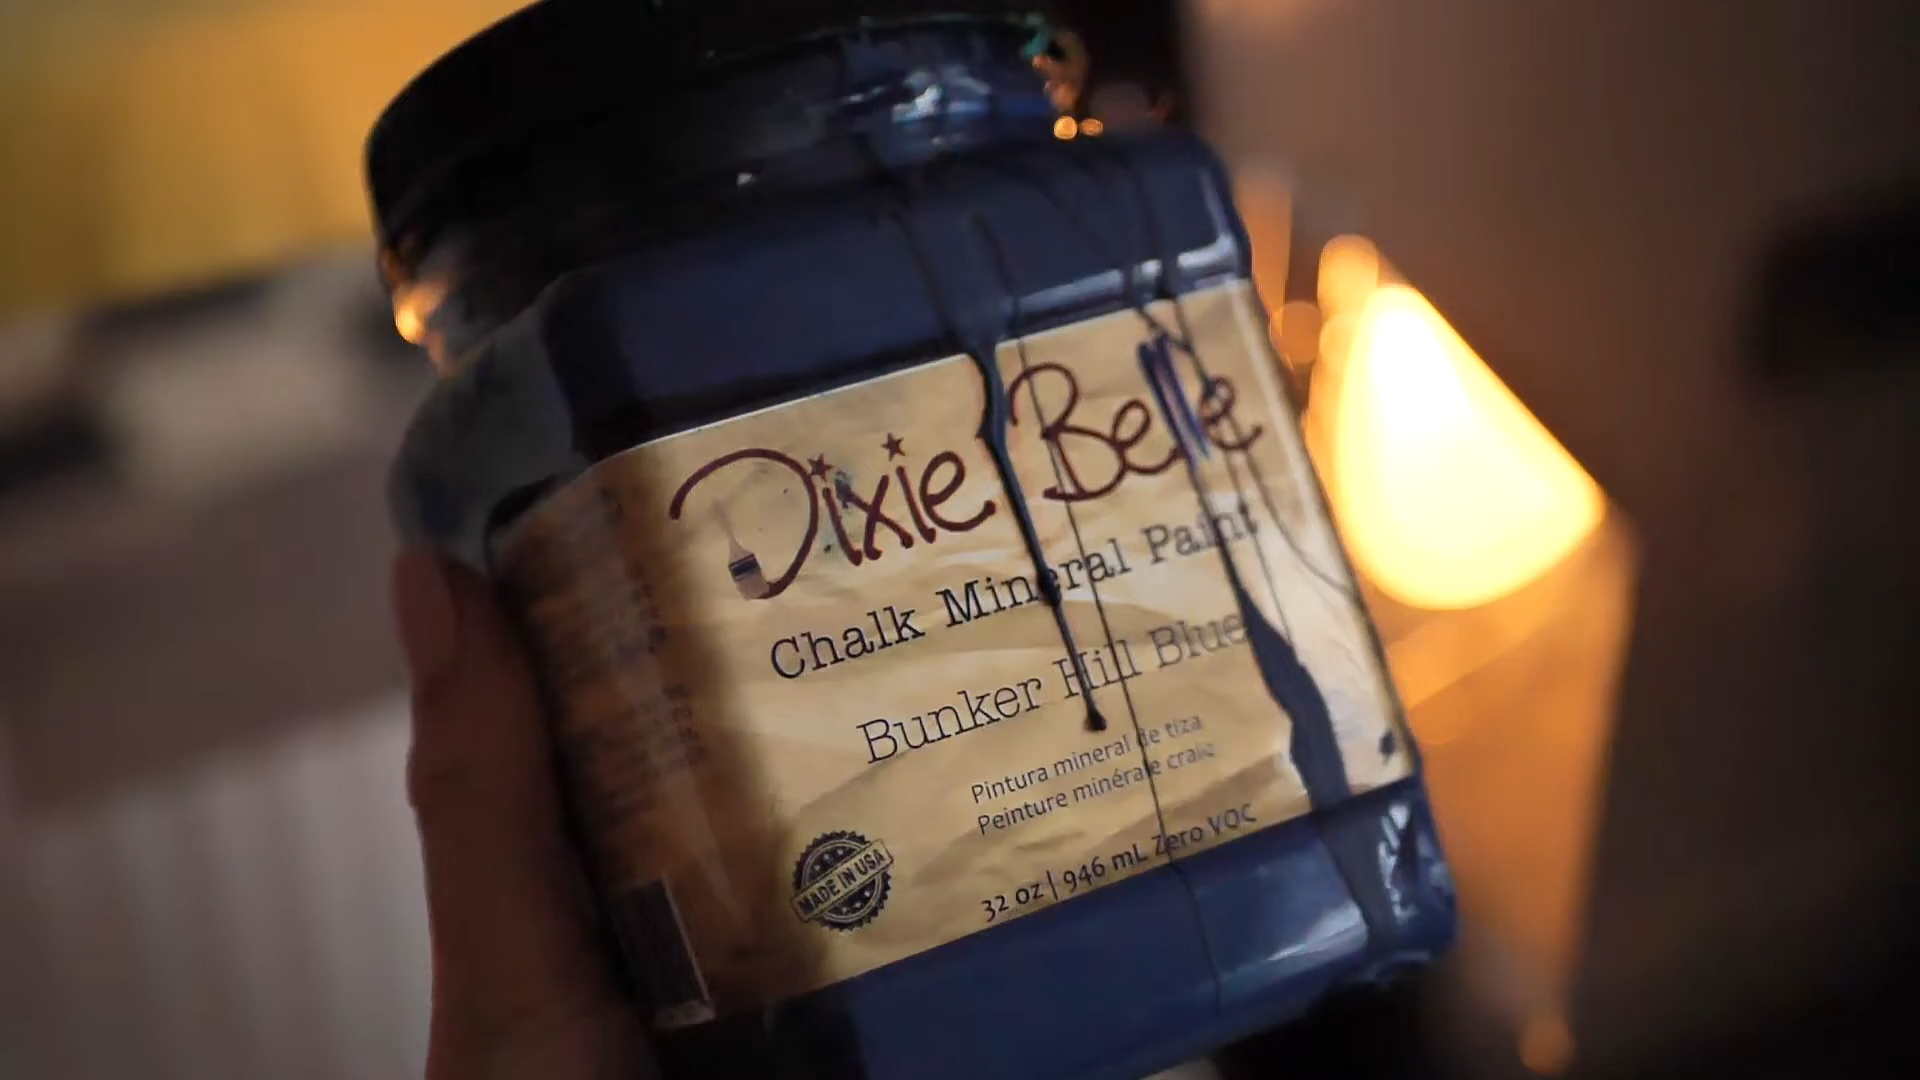 Dixie Belle
Chalk Mineral Paint
Bunker Hill Blue
Pintura mineral de tiza
Peinture minérale craie
MADE IN USA
32 oz | 946 mL Zero VOC